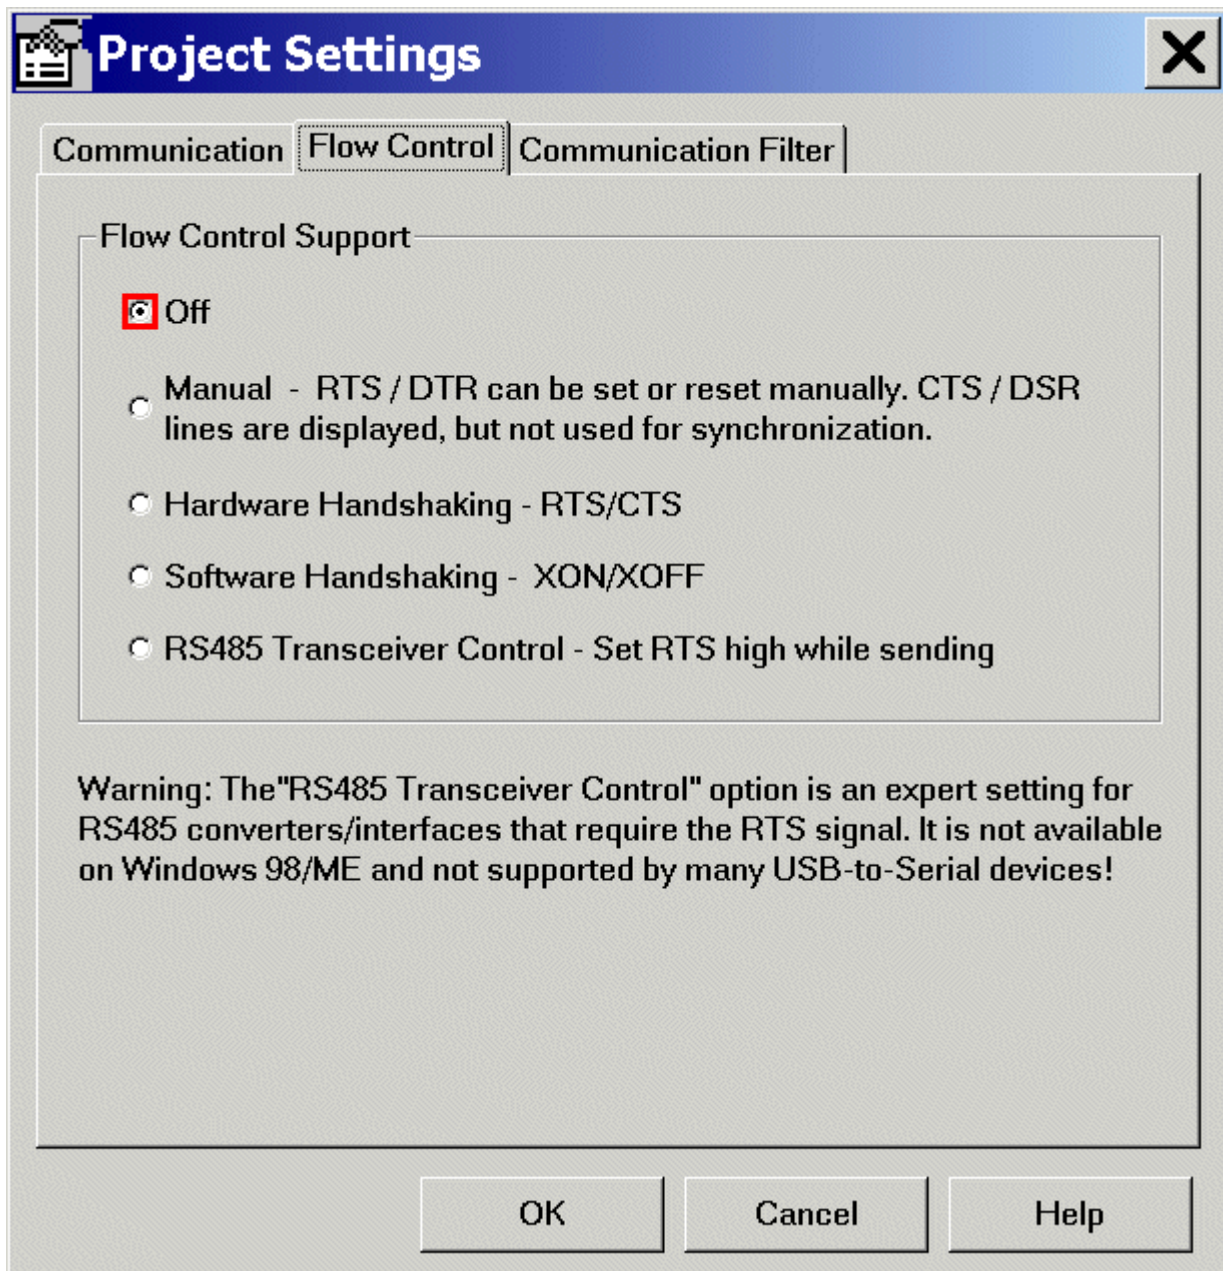 Project Settings
Communication
Flow Control
Communication Filter
Flow Control Support
Off
Manual  -  RTS / DTR can be set or reset manually. CTS / DSR
lines are displayed, but not used for synchronization.
Hardware Handshaking - RTS/CTS
Software Handshaking -  XON/XOFF
RS485 Transceiver Control - Set RTS high while sending
Warning: The"RS485 Transceiver Control" option is an expert setting for
RS485 converters/interfaces that require the RTS signal. It is not available
on Windows 98/ME and not supported by many USB-to-Serial devices!
OK
Cancel
Help